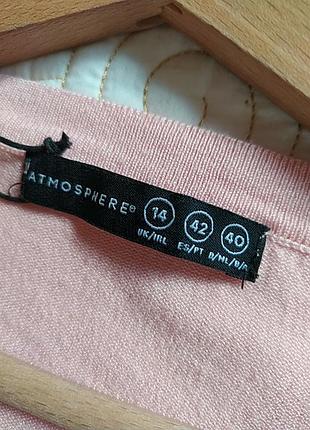 ATMOSPHERE® 14 42 40
UK/IRL ES/PT D/NL/B/A